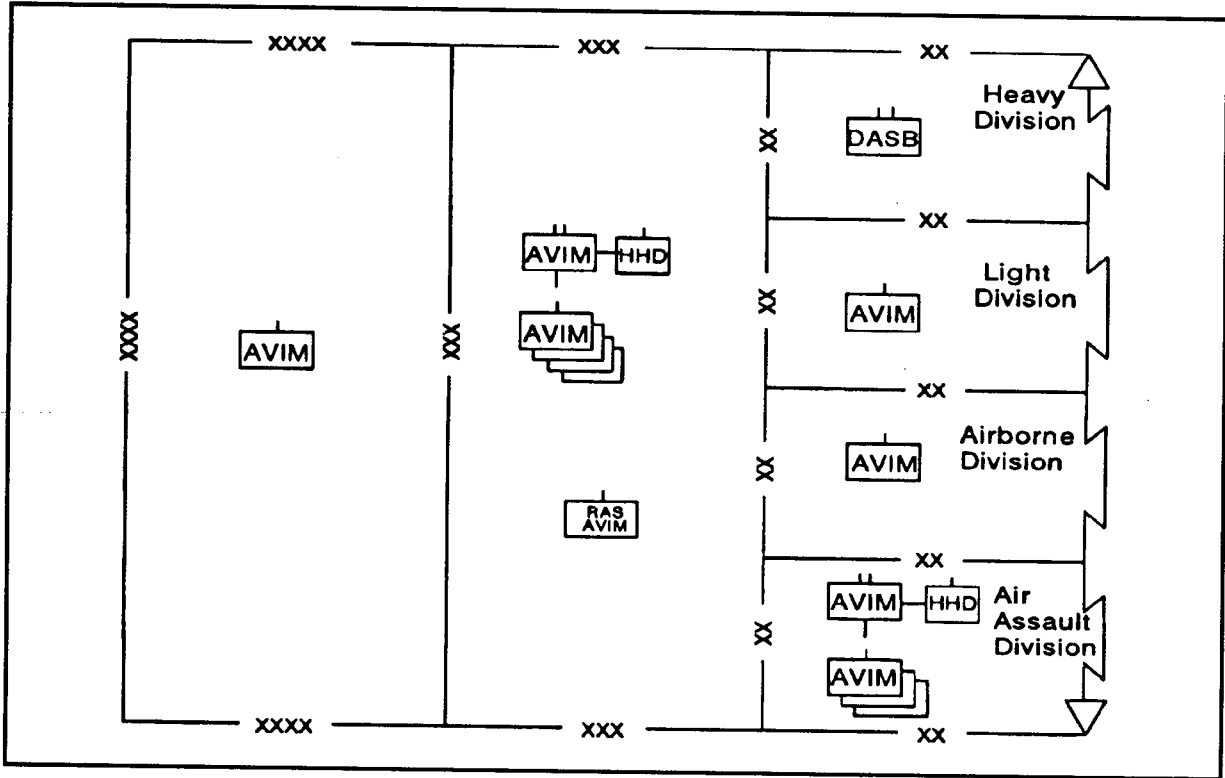 XXXX
XXX
XX
Heavy
Division
DASB
XX
XX
AVIM
HHD
Light
Division
XX
AVIM
AVIM
XXXX
AVIM
XXX
XX
Airborne
Division
AVIM
XX
RAS
AVIM
XX
AVIM
HHD
Air
Assault
Division
XX
AVIM
XXXX
XXX
XX